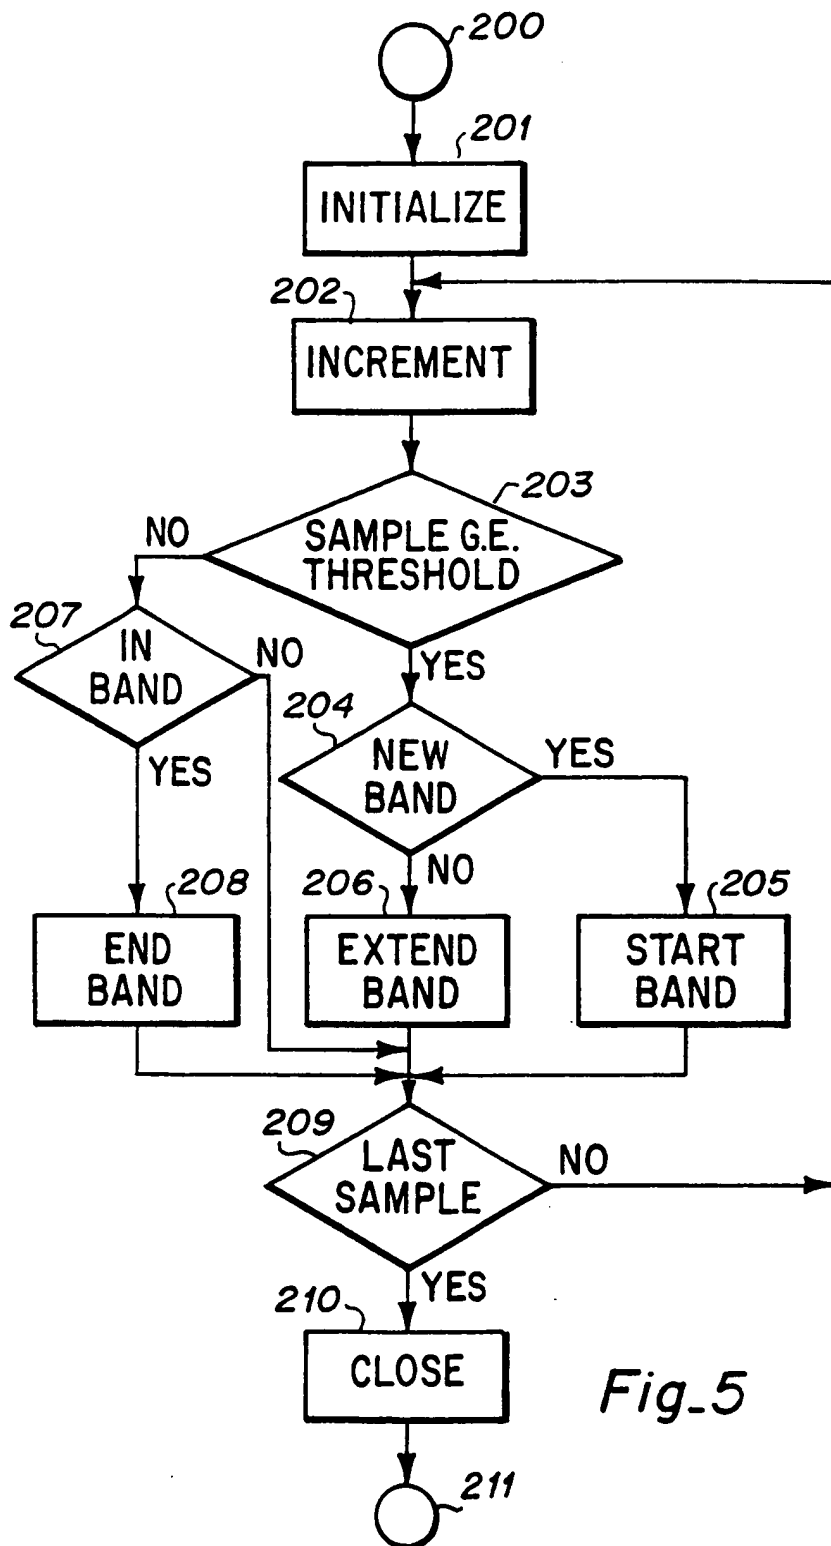 200
201
INITIALIZE
202
INCREMENT
203
SAMPLE G.E.
THRESHOLD
NO
YES
207
IN
BAND
NO
YES
204
NEW
BAND
YES
NO
208
END
BAND
206
EXTEND
BAND
205
START
BAND
209
LAST
SAMPLE
NO
YES
210
CLOSE
211
Fig_5